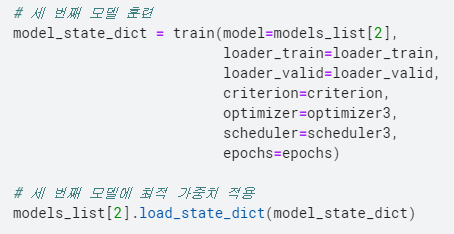 # 세 번째 모델 훈련
model_state_dict = train(model=models_list[2],
                         loader_train=loader_train,
                         loader_valid=loader_valid,
                         criterion=criterion,
                         optimizer=optimizer3,
                         scheduler=scheduler3,
                         epochs=epochs)

# 세 번째 모델에 최적 가중치 적용
models_list[2].load_state_dict(model_state_dict)